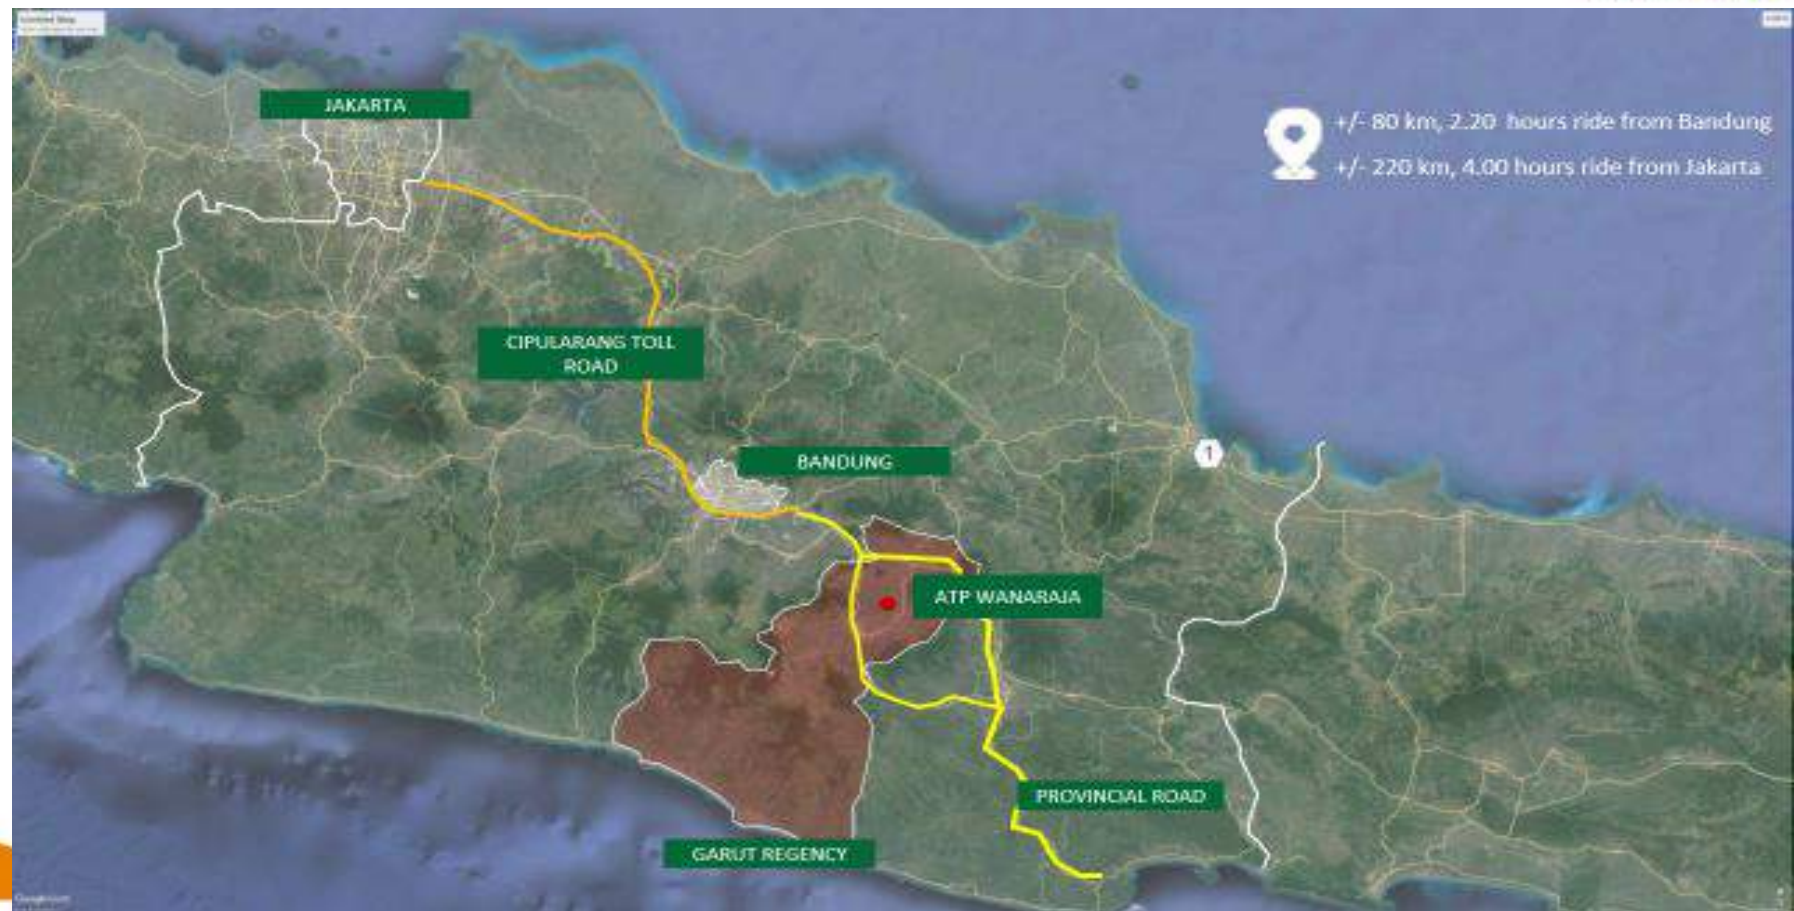 JAKARTA
+/- 80 km, 2.20 hours ride from Bandung
+/- 220 km, 4.00 hours ride from Jakarta
CIPULARANG TOLL
ROAD
BANDUNG
1
ATP WANARAJA
PROVINCIAL ROAD
GARUT REGENCY